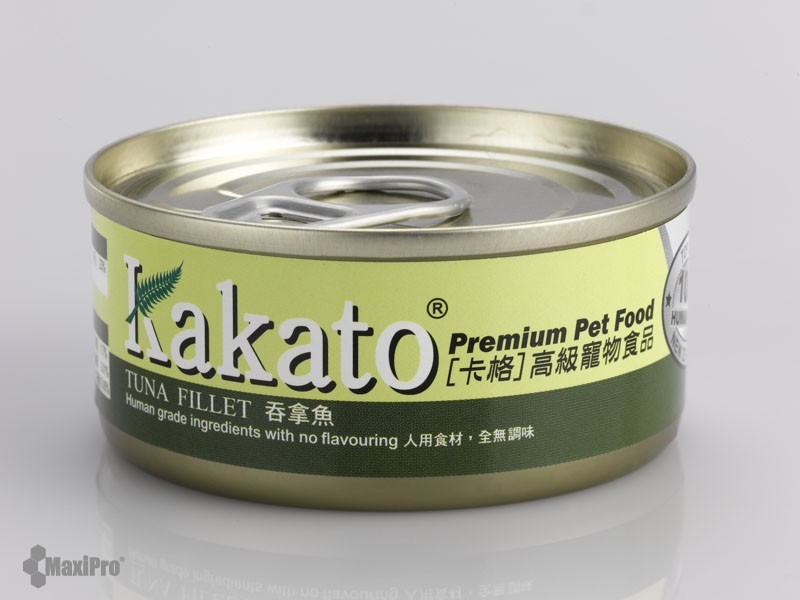 Kakato®
Premium Pet Food
[卡格]高級寵物食品
TUNA FILLET 吞拿魚
Human grade ingredients with no flavouring 人用食材，全無調味
MaxiPro®